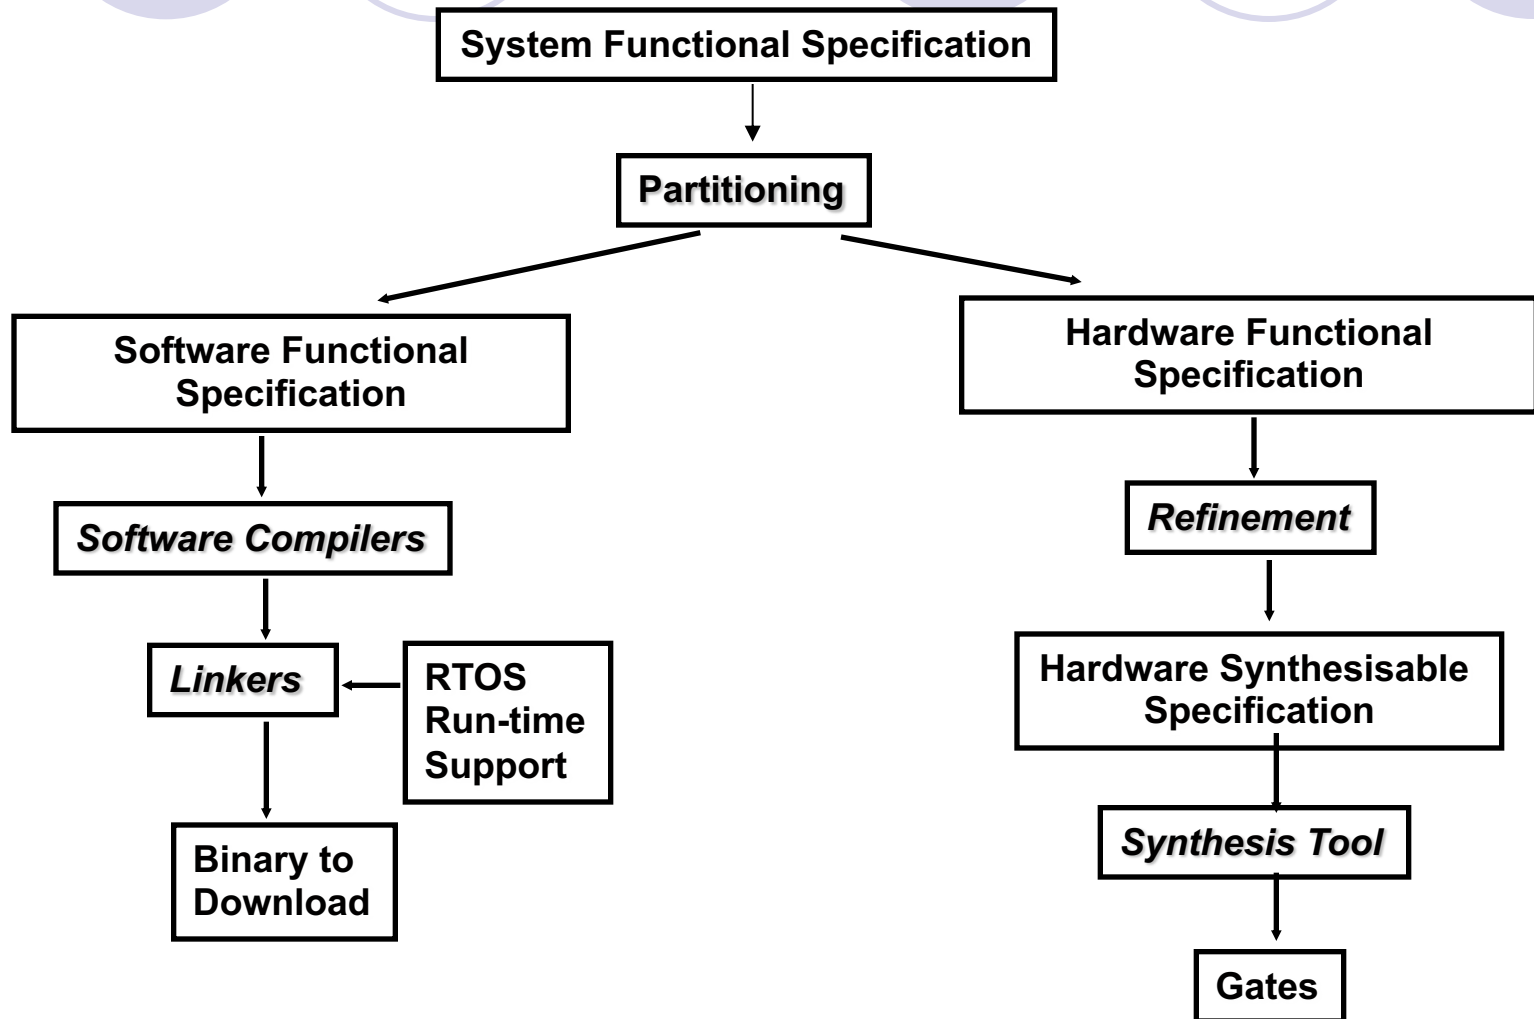 System Functional Specification
Partitioning
Software Functional
Specification
Hardware Functional
Specification
Software Compilers
Refinement
Linkers
RTOS
Run-time
Support
Hardware Synthesisable
Specification
Binary to
Download
Synthesis Tool
Gates